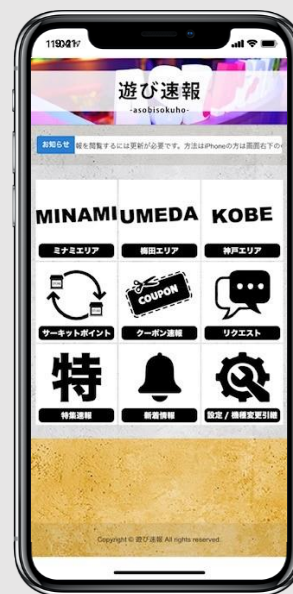 遊び速報
-asobisokuho-
お知らせ 報を閲覧するには更新が必要です。方法はiPhoneの方は画面右下の
MINAMI UMEDA KOBE
ミナミエリア 梅田エリア 神戸エリア
COUPON
サーキットポイント クーポン速報 リクエスト
特
特集速報 新着情報 設定 / 機種変更引継
Copyright © 遊び速報 All rights reserved.